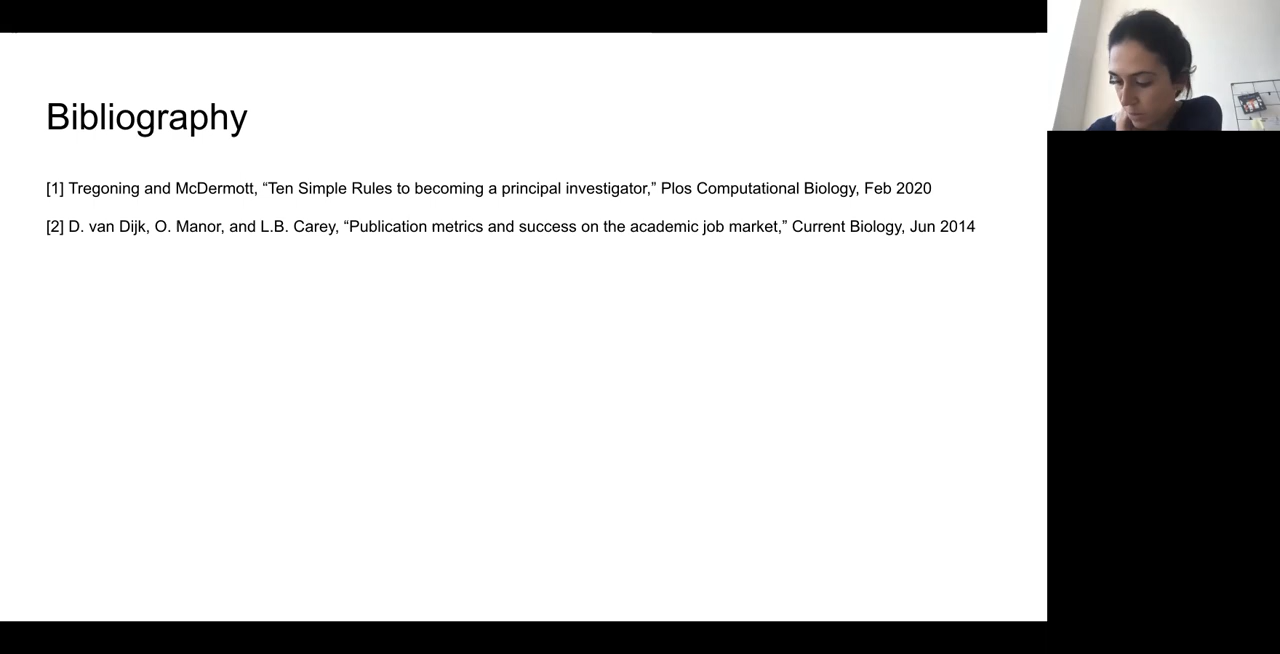 Bibliography
[1] Tregoning and McDermott, “Ten Simple Rules to becoming a principal investigator,” Plos Computational Biology, Feb 2020
[2] D. van Dijk, O. Manor, and L.B. Carey, “Publication metrics and success on the academic job market,” Current Biology, Jun 2014